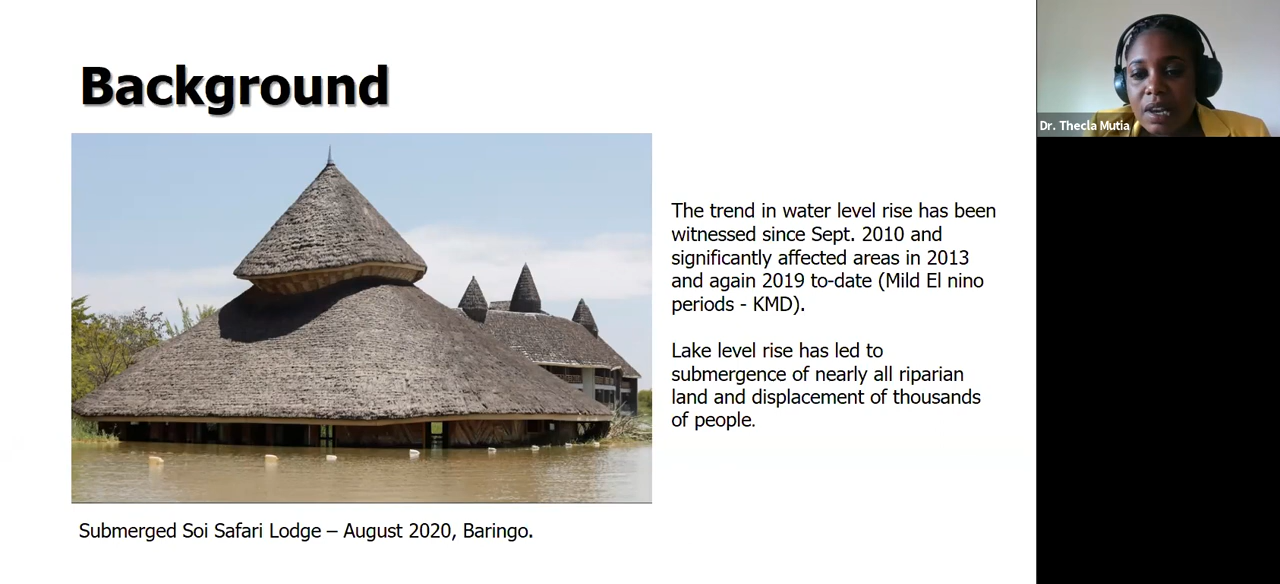 Background
The trend in water level rise has been
witnessed since Sept. 2010 and
significantly affected areas in 2013
and again 2019 to-date (Mild El nino
periods - KMD).
Lake level rise has led to
submergence of nearly all riparian
land and displacement of thousands
of people.
Submerged Soi Safari Lodge – August 2020, Baringo.
Dr. Thecla Mutia